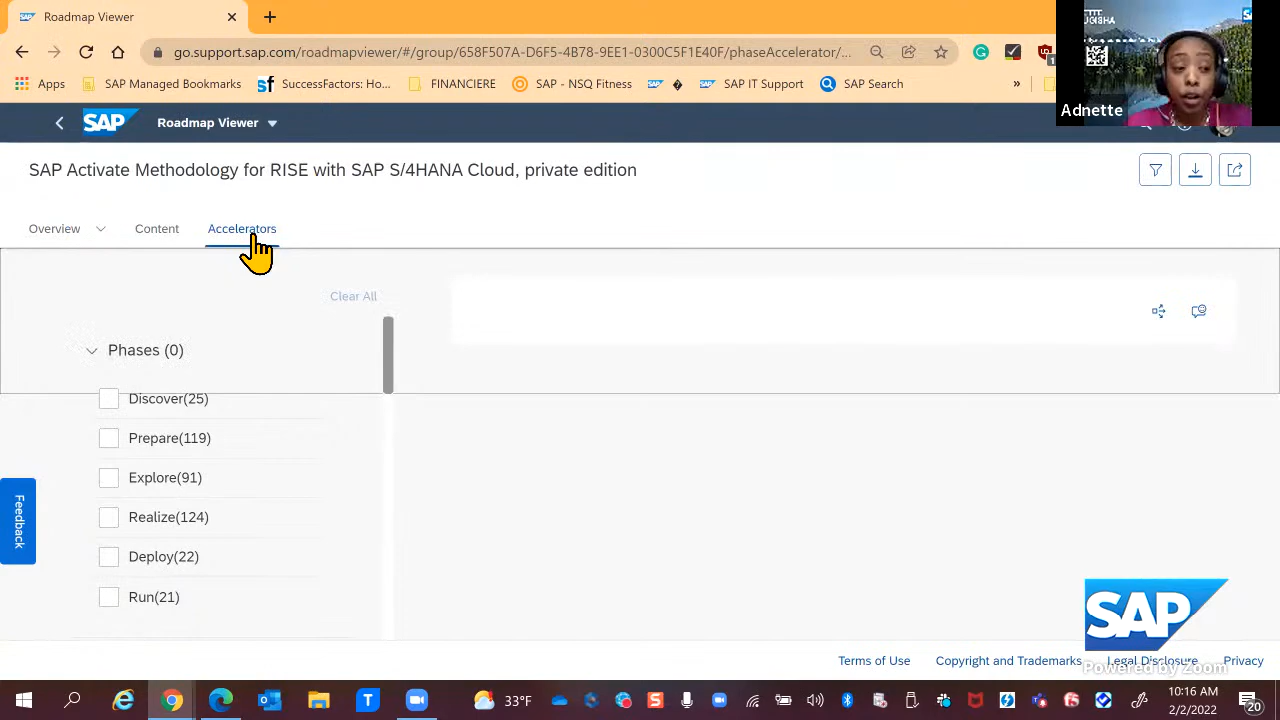 Roadmap Viewer
go.support.sap.com/roadmapviewer/#/group/658F507A-D6F5-4B78-9EE1-0300C5F1E40F/phaseAccelerator/...
Apps
SAP Managed Bookmarks
SuccessFactors Ho...
FINANCIERE
SAP - NSQ Fitness
SAP IT Support
SAP Search
»
Adnette
SAP
Roadmap Viewer
SAP Activate Methodology for RISE with SAP S/4HANA Cloud, private edition
Overview
Content
Accelerators
Clear All
Phases (0)
Discover(25)
Prepare(119)
Explore(91)
Realize(124)
Deploy(22)
Run(21)
Feedback
SAP
Terms of Use
Copyright and Trademarks
Legal Disclosure
Privacy
Powered by Zoom
33°F
10:16 AM
2/2/2022
20